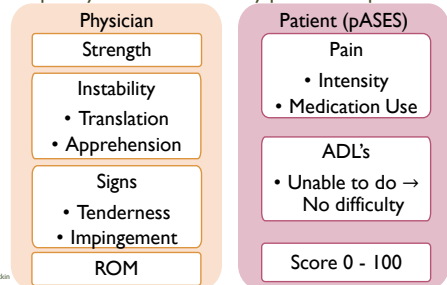 Physician
Strength
Instability
• Translation
• Apprehension
Signs
• Tenderness
• Impingement
ROM
Patient (pASES)
Pain
• Intensity
• Medication Use
ADL's
• Unable to do →
No difficulty
Score 0 - 100